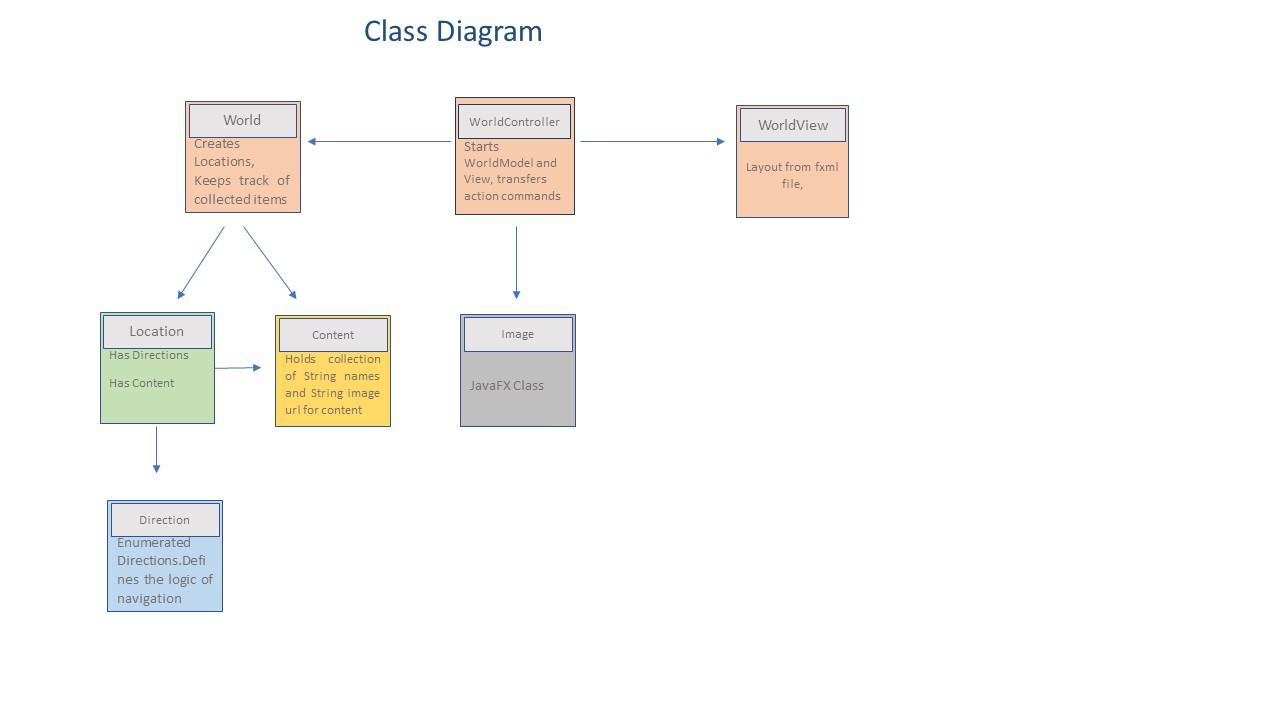 Class Diagram
World
Creates
Locations,
Keeps track of
collected items
WorldController
Starts
WorldModel and
View, transfers
action commands
WorldView
Layout from fxml
file,
Location
Has Directions
Has Content
Content
Holds collection
of String names
and String image
url for content
Image
JavaFX Class
Direction
Enumerated
Directions.Defi
nes the logic of
navigation